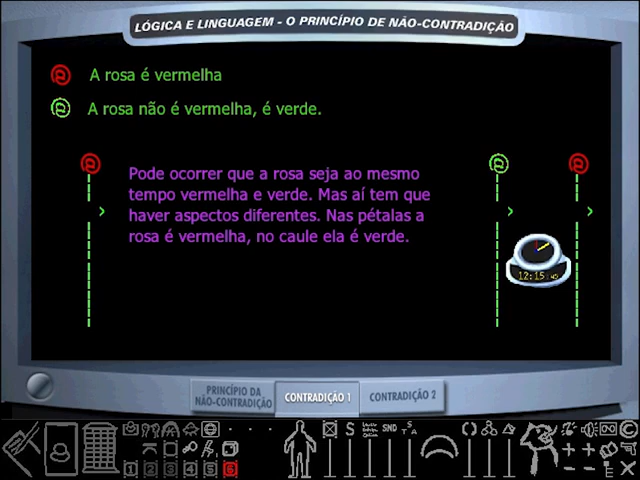 LÓGICA E LINGUAGEM - O PRINCÍPIO DE NÃO-CONTRADIÇÃO
A rosa é vermelha
A rosa não é vermelha, é verde.
Pode ocorrer que a rosa seja ao mesmo
tempo vermelha e verde. Mas aí tem que
haver aspectos diferentes. Nas pétalas a
rosa é vermelha, no caule ela é verde.
12:15:40
PRINCÍPIO DA
NÃO-CONTRADIÇÃO
CONTRADIÇÃO 1
CONTRADIÇÃO 2
S
SND
1 2 3 4 5 6
E